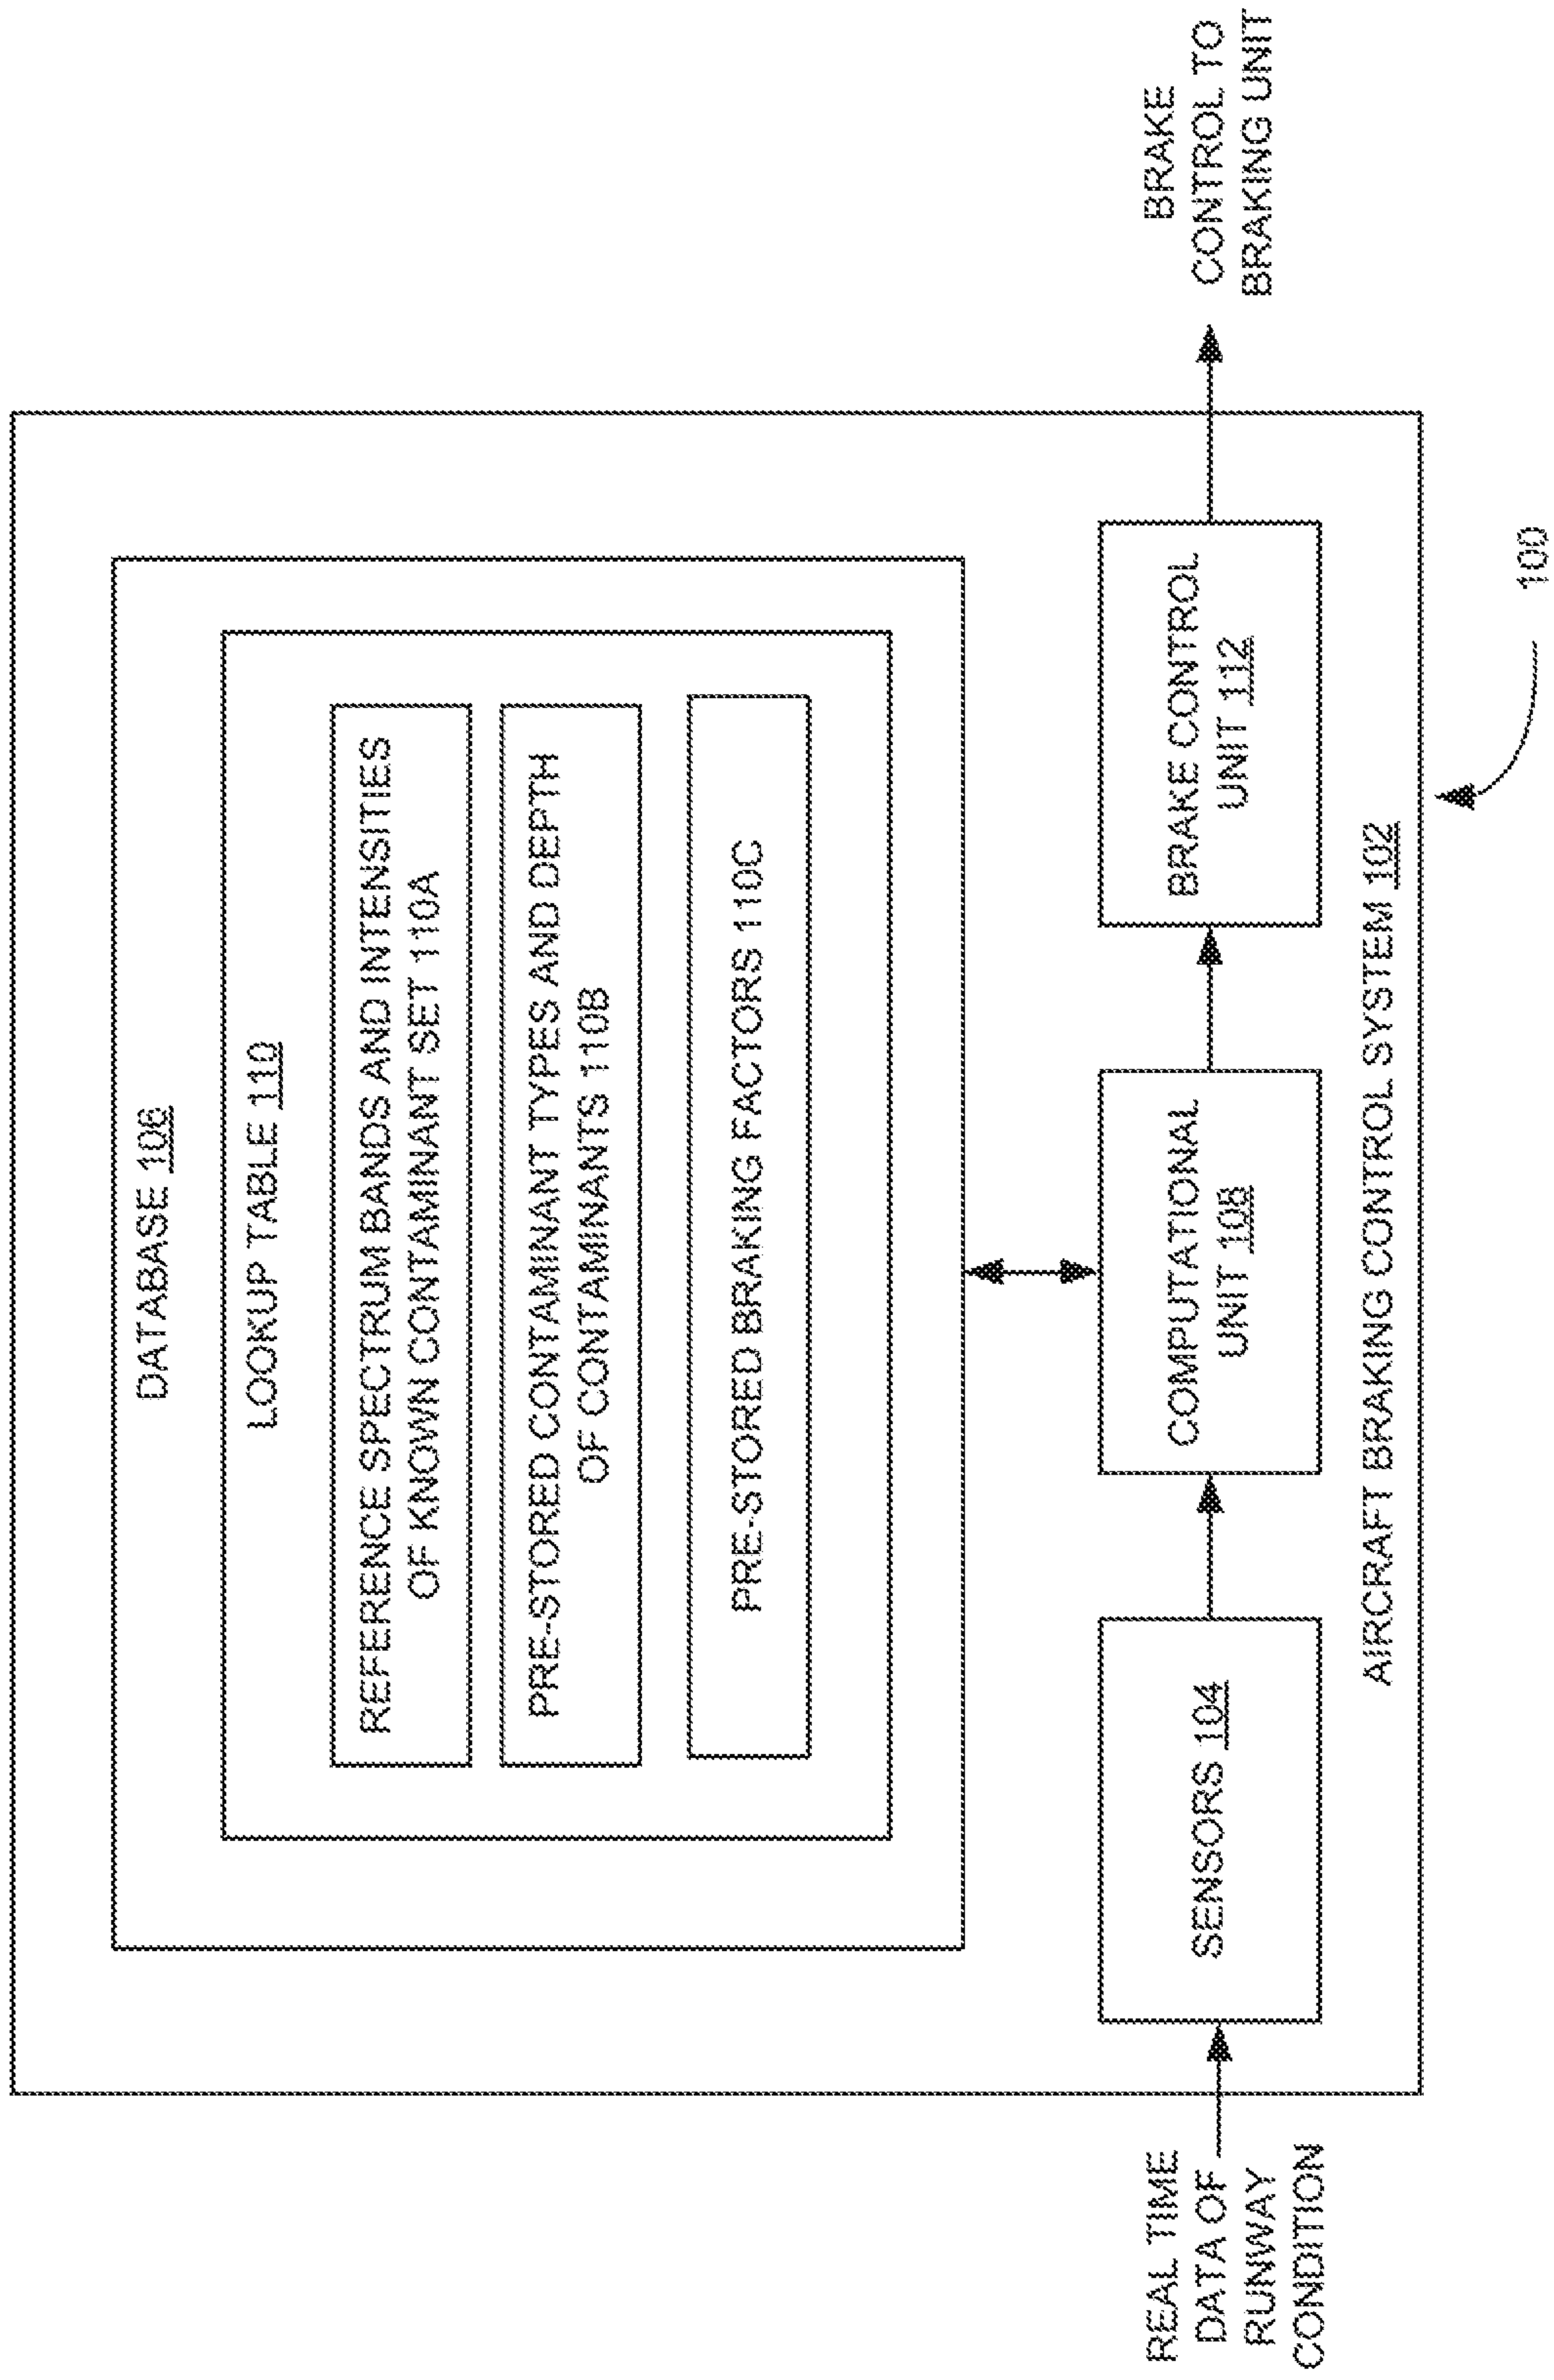 DATABASE 106
LOOKUP TABLE 110
REFERENCE SPECTRUM BANDS AND INTENSITIES
OF KNOWN CONTAMINANT SET 110A
PRE-STORED CONTAMINANT TYPES AND DEPTH
OF CONTAMINANTS 110B
PRE-STORED BRAKING FACTORS 110C
REAL TIME
DATA OF
RUNWAY
CONDITION
SENSORS 104
COMPUTATIONAL
UNIT 108
BRAKE CONTROL
UNIT 112
BRAKE
CONTROL TO
BRAKING UNIT
AIRCRAFT BRAKING CONTROL SYSTEM 102
100